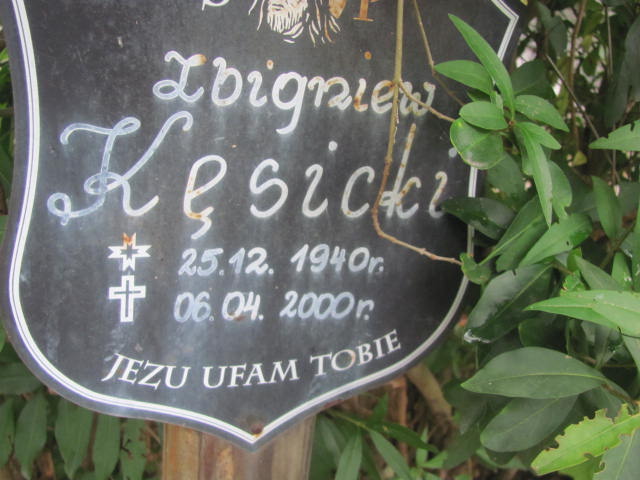 Ś P
Zbigniew
Kęsicki
25.12. 1940r.
06.04. 2000r.
JEZU UFAM TOBIE